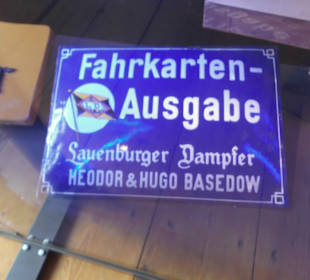 Fahrkarten-
Ausgabe
Lauenburger Dampfer
HEODOR & HUGO BASEDOW